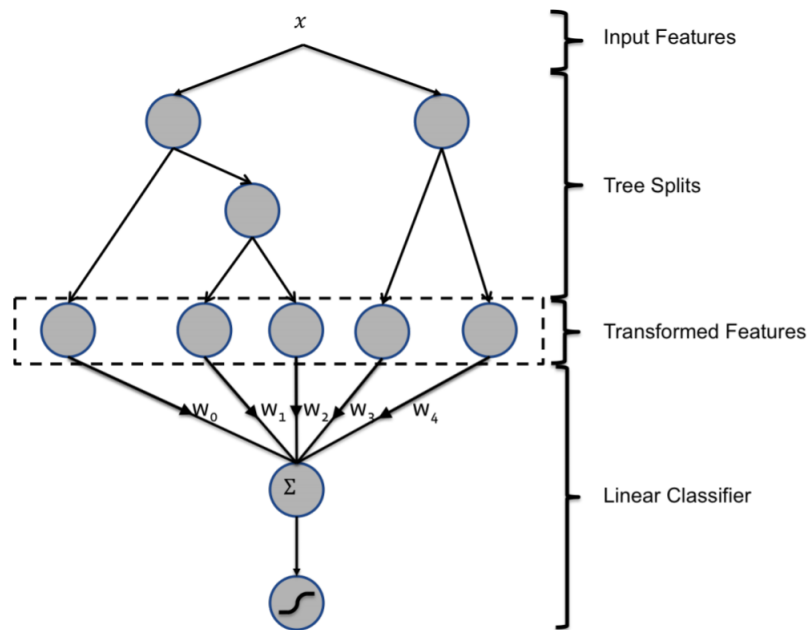 x
Input Features
Tree Splits
Transformed Features
W₀ W₁ W₂ W₃ W₄
Σ
Linear Classifier